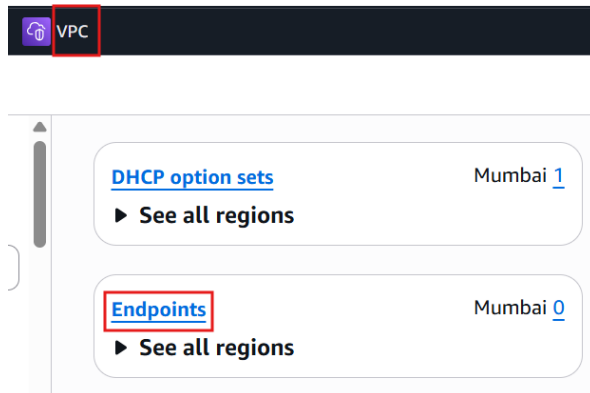 VPC
DHCP option sets Mumbai 1
▶ See all regions
Endpoints Mumbai 0
▶ See all regions